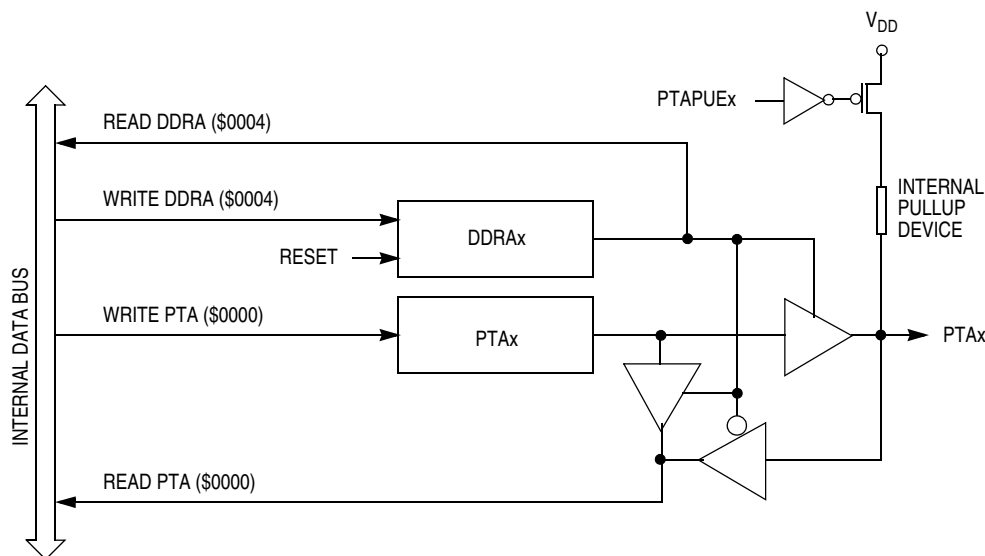 VDD
PTAPUEx
READ DDRA ($0004)
INTERNAL
PULLUP
DEVICE
WRITE DDRA ($0004)
DDRAx
RESET
WRITE PTA ($0000)
PTAx
PTAx
INTERNAL DATA BUS
READ PTA ($0000)